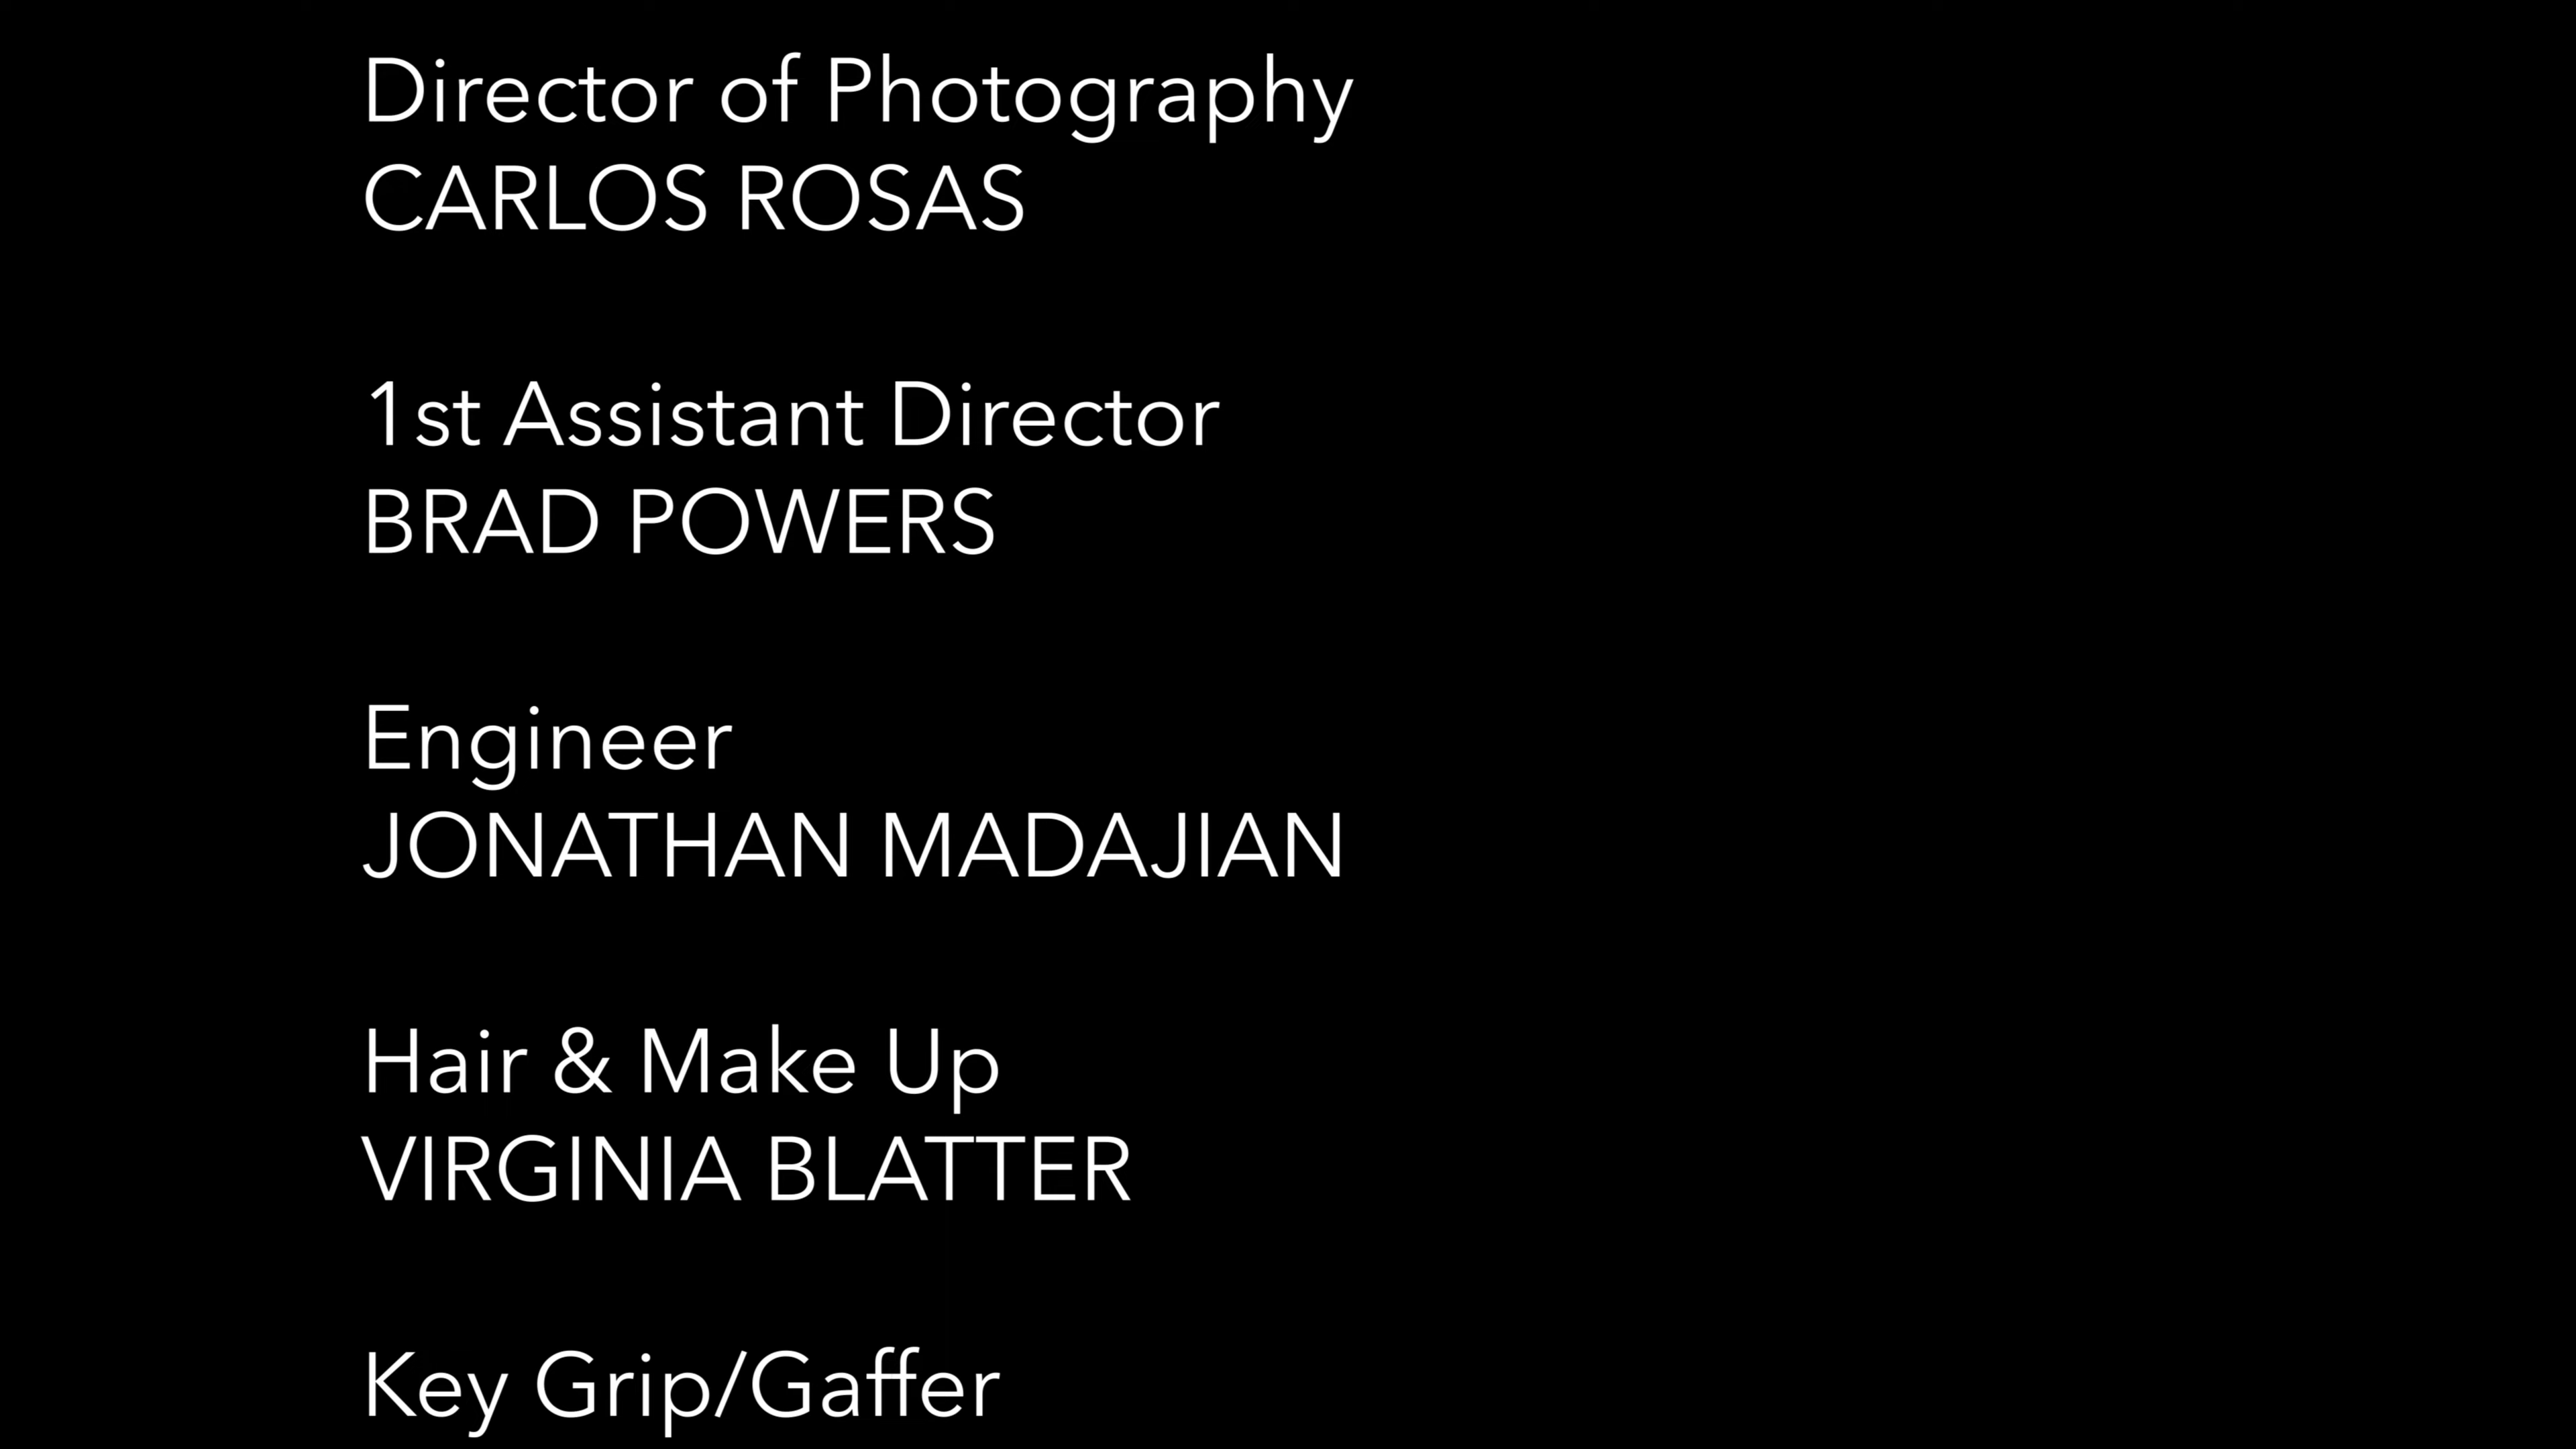 Director of Photography
CARLOS ROSAS
1st Assistant Director
BRAD POWERS
Engineer
JONATHAN MADAJIAN
Hair & Make Up
VIRGINIA BLATTER
Key Grip/Gaffer